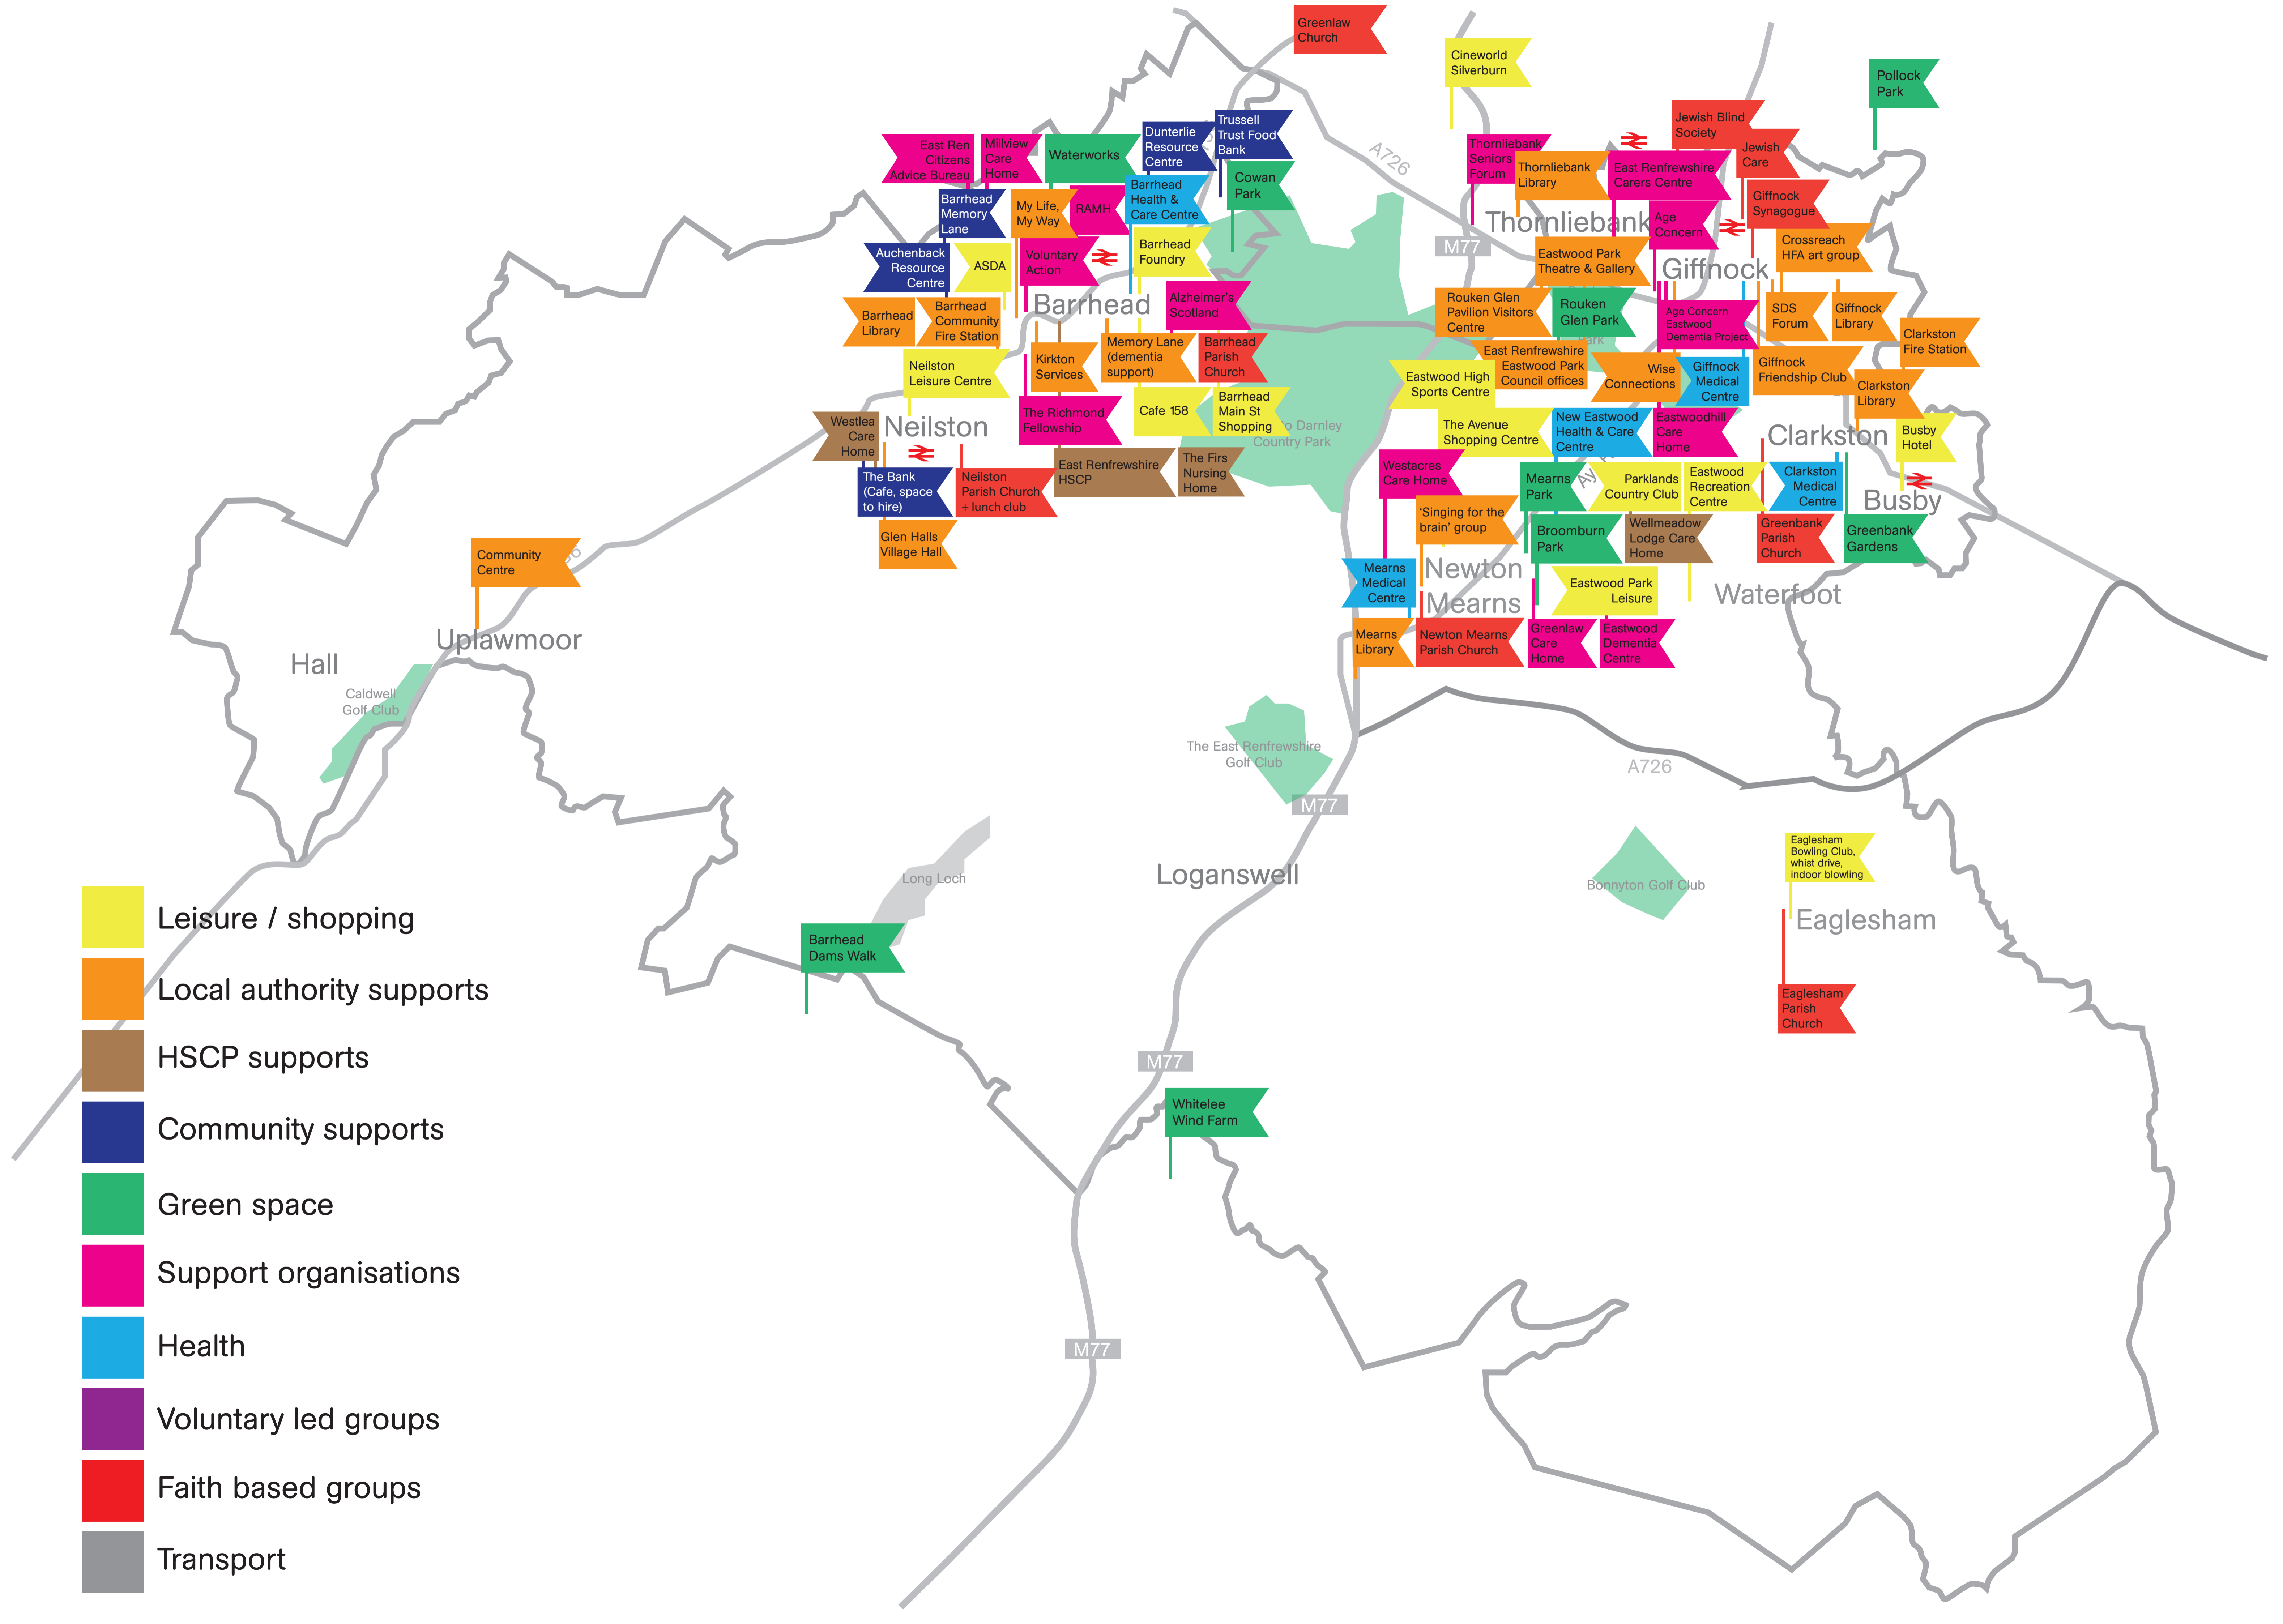 Greenlaw
Church
Cineworld
Silverburn
Pollock
Park
A726
East Ren
Citizens
Advice Bureau
Millview
Care
Home
Waterworks
Dunterlie
Resource
Centre
Trussell
Trust Food
Bank
Cowan
Park
Barrhead
Memory
Lane
My Life,
My Way
RAMH
Barrhead
Health &
Care Centre
Auchenback
Resource
Centre
ASDA
Voluntary
Action
Barrhead
Foundry
Barrhead
Barrhead
Library
Barrhead
Community
Fire Station
Alzheimer's
Scotland
Neilston
Leisure Centre
Kirkton
Services
Memory Lane
(dementia
support)
Barrhead
Parish
Church
The Richmond
Fellowship
Cafe 158
Barrhead
Main St
Shopping
Darnley
Country Park
Westlea
Care
Home
Neilston
The Bank
(Cafe, space
to hire)
Neilston
Parish Church
+ lunch club
East Renfrewshire
HSCP
The Firs
Nursing
Home
Glen Halls
Village Hall
Community
Centre
Uplawmoor
Hall
Caldwell
Golf Club
Thornliebank
Seniors
Forum
Thornliebank
Library
East Renfrewshire
Carers Centre
Jewish Blind
Society
Jewish
Care
Giffnock
Synagogue
Thornliebank
Age
Concern
M77
Eastwood Park
Theatre & Gallery
Giffnock
Crossreach
HFA art group
Rouken Glen
Pavilion Visitors
Centre
Rouken
Glen Park
Park
Age Concern
Eastwood
Dementia Project
SDS
Forum
Giffnock
Library
Clarkston
Fire Station
East Renfrewshire
Eastwood Park
Council offices
Eastwood High
Sports Centre
Wise
Connections
Giffnock
Medical
Centre
Giffnock
Friendship Club
Clarkston
Library
The Avenue
Shopping Centre
New Eastwood
Health & Care
Centre
Eastwoodhill
Care
Home
Clarkston
Busby
Hotel
Westacres
Care Home
Mearns
Park
Parklands
Country Club
Eastwood
Recreation
Centre
Clarkston
Medical
Centre
Busby
'Singing for the
brain' group
Broomburn
Park
Wellmeadow
Lodge Care
Home
Greenbank
Parish
Church
Greenbank
Gardens
Mearns
Medical
Centre
Newton
Mearns
Eastwood Park
Leisure
Waterfoot
Mearns
Library
Newton Mearns
Parish Church
Greenlaw
Care
Home
Eastwood
Dementia
Centre
The East Renfrewshire
Golf Club
M77
A726
Long Loch
Loganswell
Bonnyton Golf Club
Eaglesham
Bowling Club,
whist drive,
indoor blowling
Eaglesham
Eaglesham
Parish
Church
Barrhead
Dams Walk
M77
Whitelee
Wind Farm
M77
Leisure / shopping
Local authority supports
HSCP supports
Community supports
Green space
Support organisations
Health
Voluntary led groups
Faith based groups
Transport